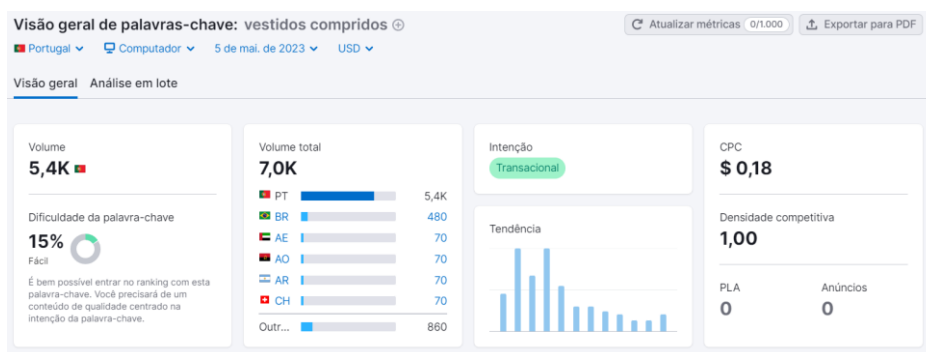 Visão geral de palavras-chave: vestidos compridos
Atualizar métricas 0/1.000
Exportar para PDF
Portugal Computador 5 de mai. de 2023 USD
Visão geral Análise em lote
Volume
5,4K
Dificuldade da palavra-chave
15%
Fácil
É bem possível entrar no ranking com esta
palavra-chave. Você precisará de um
conteúdo de qualidade centrado na
intenção da palavra-chave.
Volume total
7,0K
PT 5,4K
BR 480
AE 70
AO 70
AR 70
CH 70
Outr... 860
Intenção
Transacional
Tendência
CPC
$ 0,18
Densidade competitiva
1,00
PLA Anúncios
0 0